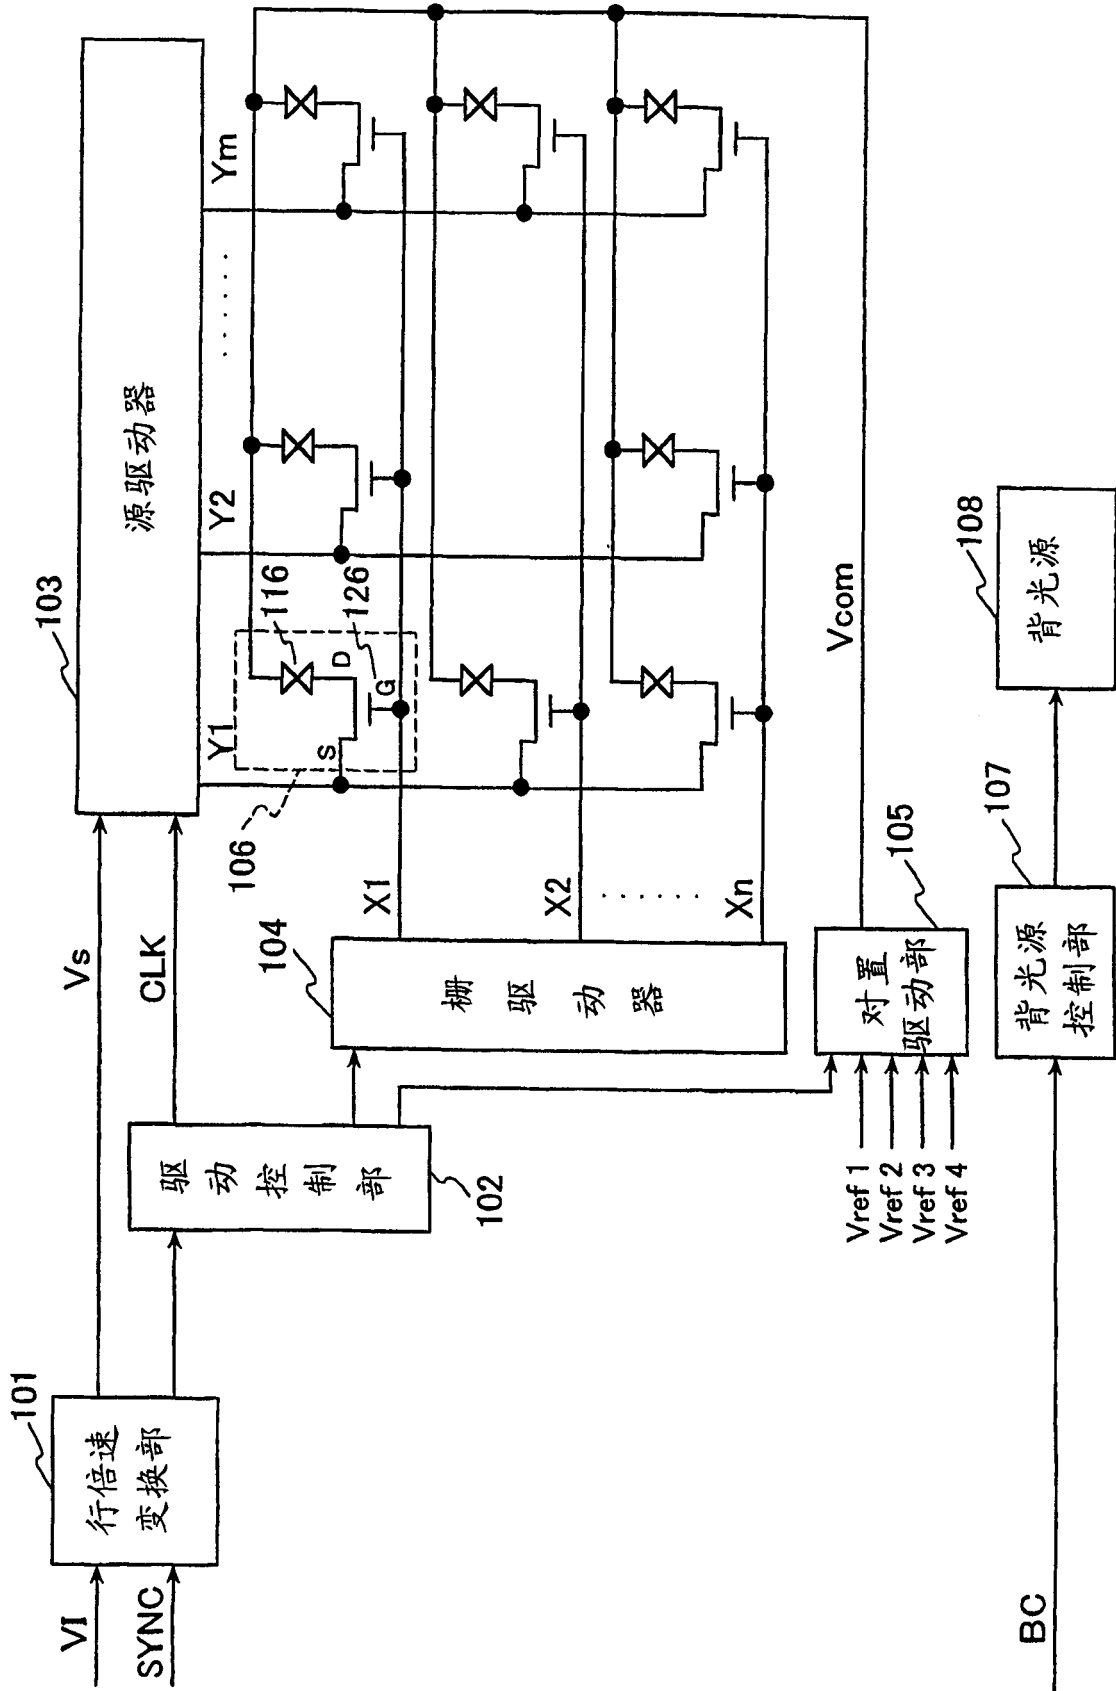 VI
SYNC
101
行倍速
变换部
Vs
CLK
驱动控制部
102
103
源驱动器
104
栅驱动器
Y1
Y2
......
Ym
106
116
126
S
D
G
X1
X2
.......
Xn
Vcom
105
对置
驱动部
Vref 1
Vref 2
Vref 3
Vref 4
BC
107
背光源
控制部
108
背光源